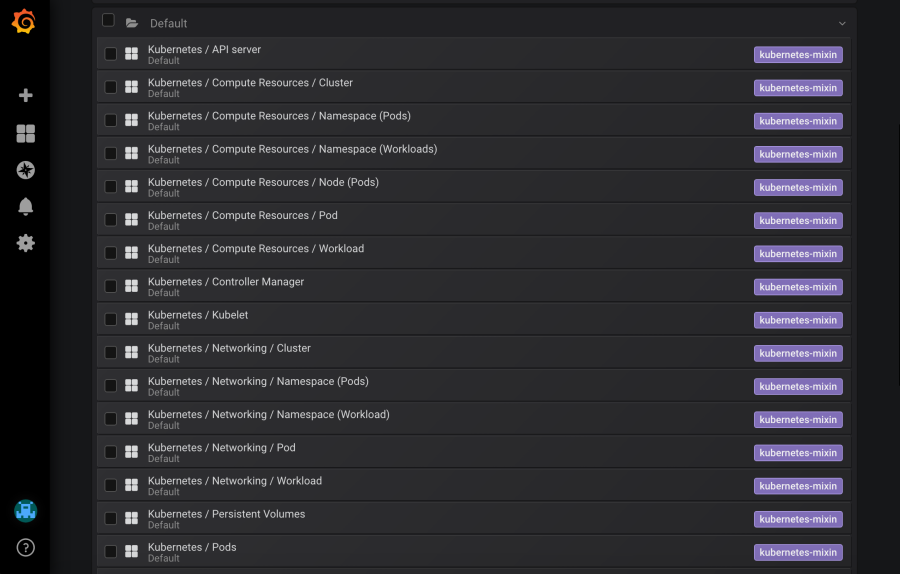 Default
Kubernetes / API server
Default
kubernetes-mixin
Kubernetes / Compute Resources / Cluster
Default
kubernetes-mixin
Kubernetes / Compute Resources / Namespace (Pods)
Default
kubernetes-mixin
Kubernetes / Compute Resources / Namespace (Workloads)
Default
kubernetes-mixin
Kubernetes / Compute Resources / Node (Pods)
Default
kubernetes-mixin
Kubernetes / Compute Resources / Pod
Default
kubernetes-mixin
Kubernetes / Compute Resources / Workload
Default
kubernetes-mixin
Kubernetes / Controller Manager
Default
kubernetes-mixin
Kubernetes / Kubelet
Default
kubernetes-mixin
Kubernetes / Networking / Cluster
Default
kubernetes-mixin
Kubernetes / Networking / Namespace (Pods)
Default
kubernetes-mixin
Kubernetes / Networking / Namespace (Workload)
Default
kubernetes-mixin
Kubernetes / Networking / Pod
Default
kubernetes-mixin
Kubernetes / Networking / Workload
Default
kubernetes-mixin
Kubernetes / Persistent Volumes
Default
kubernetes-mixin
Kubernetes / Pods
Default
kubernetes-mixin